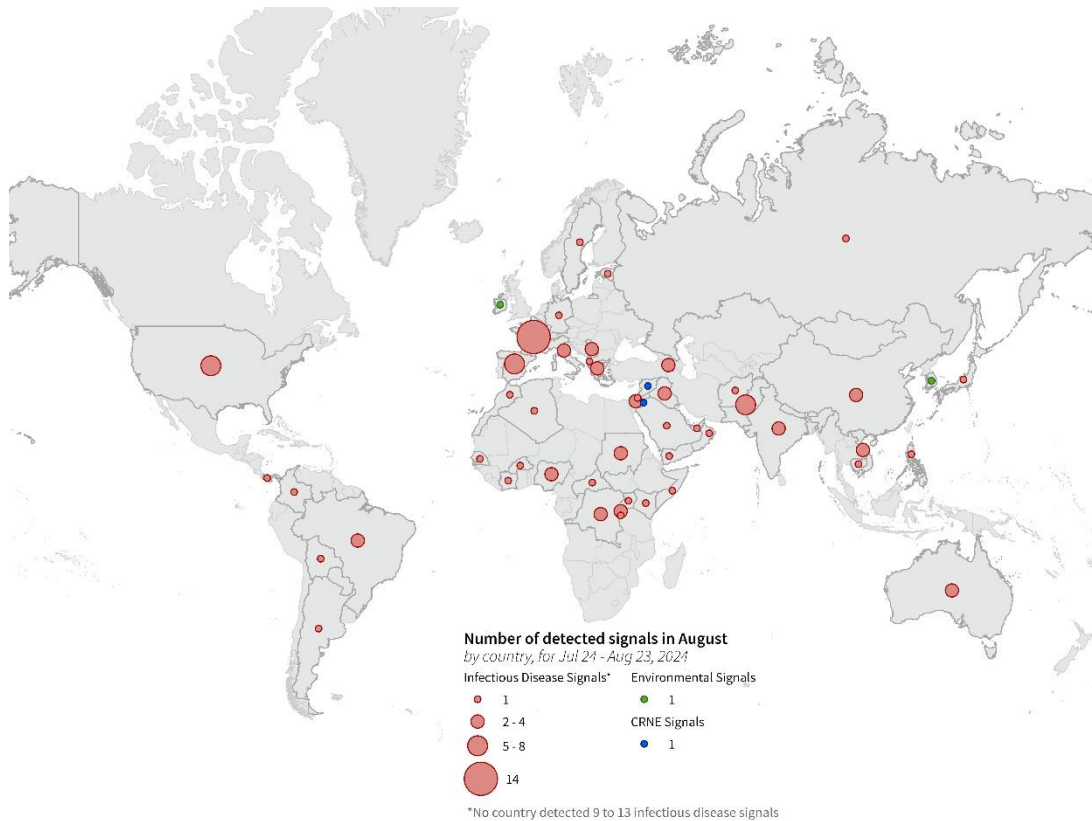 Number of detected signals in August
by country, for Jul 24 - Aug 23, 2024
Infectious Disease Signals*
1
2 - 4
5 - 8
14
Environmental Signals
1
CRNE Signals
1
*No country detected 9 to 13 infectious disease signals